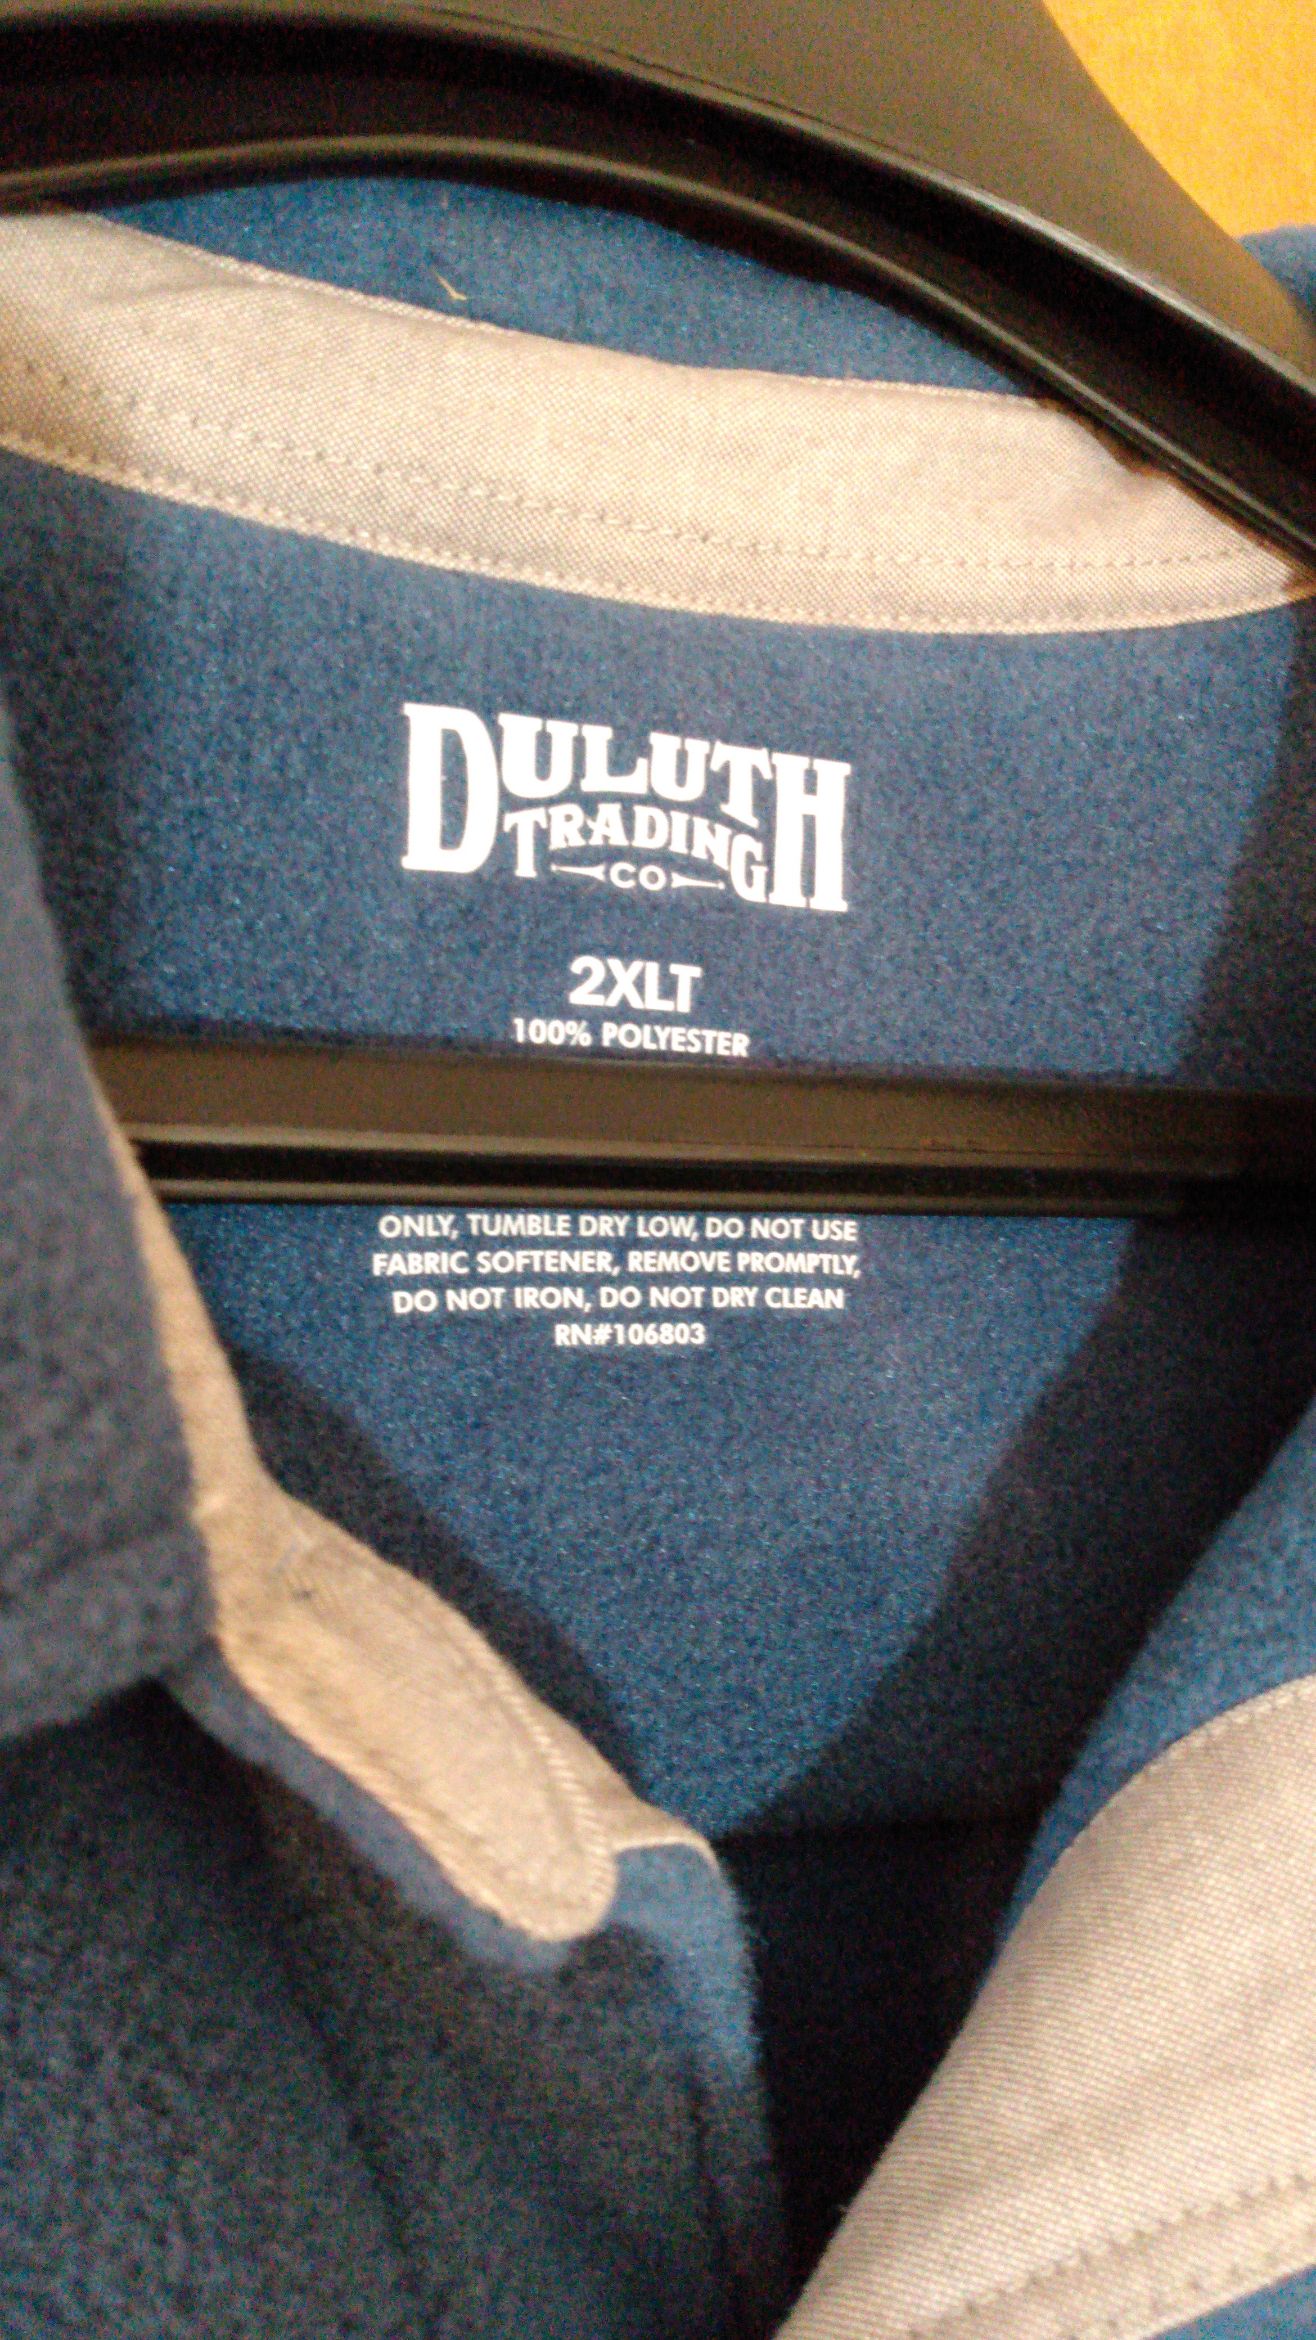 DULUTH
TRADING
CO
2XLT
100% POLYESTER
ONLY, TUMBLE DRY LOW, DO NOT USE
FABRIC SOFTENER, REMOVE PROMPTLY,
DO NOT IRON, DO NOT DRY CLEAN
RN#106803